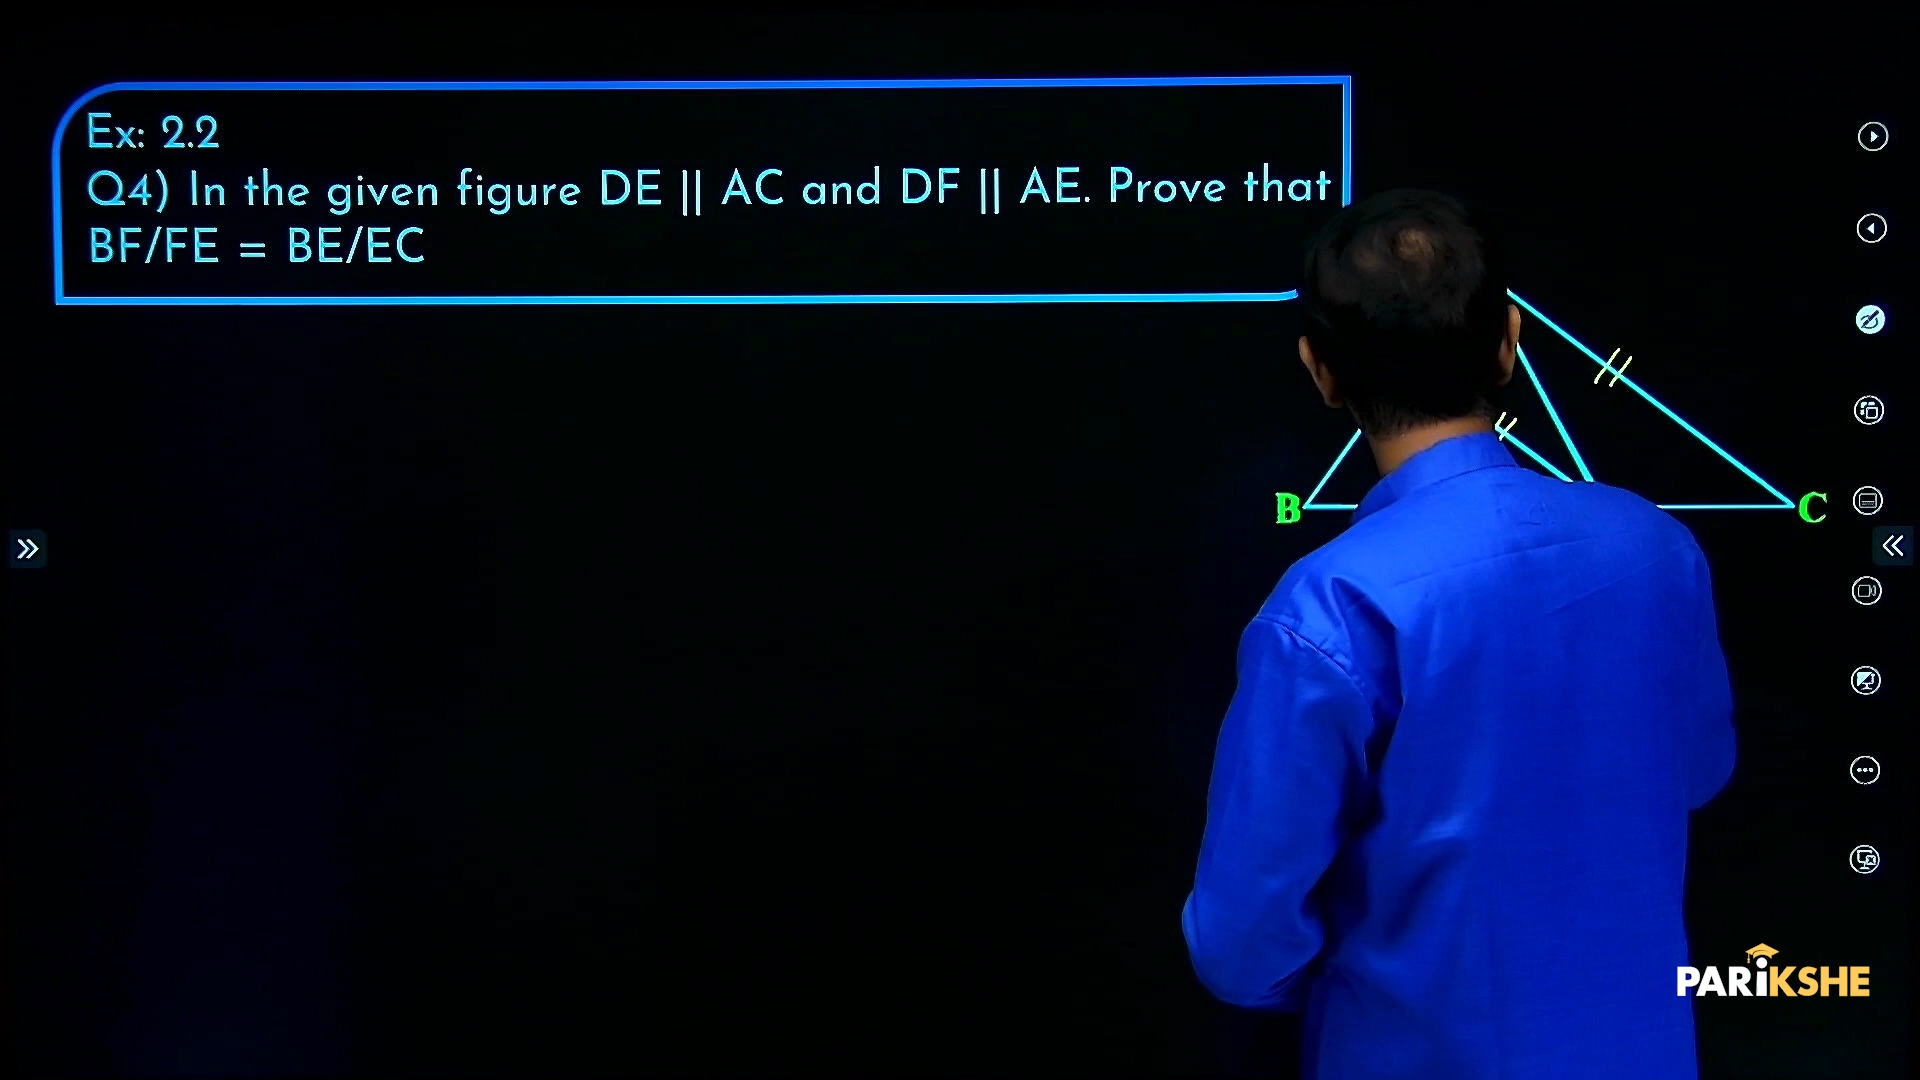 Ex: 2.2
Q4) In the given figure DE || AC and DF || AE. Prove that
BF/FE = BE/EC
B
C
PARIKSHE